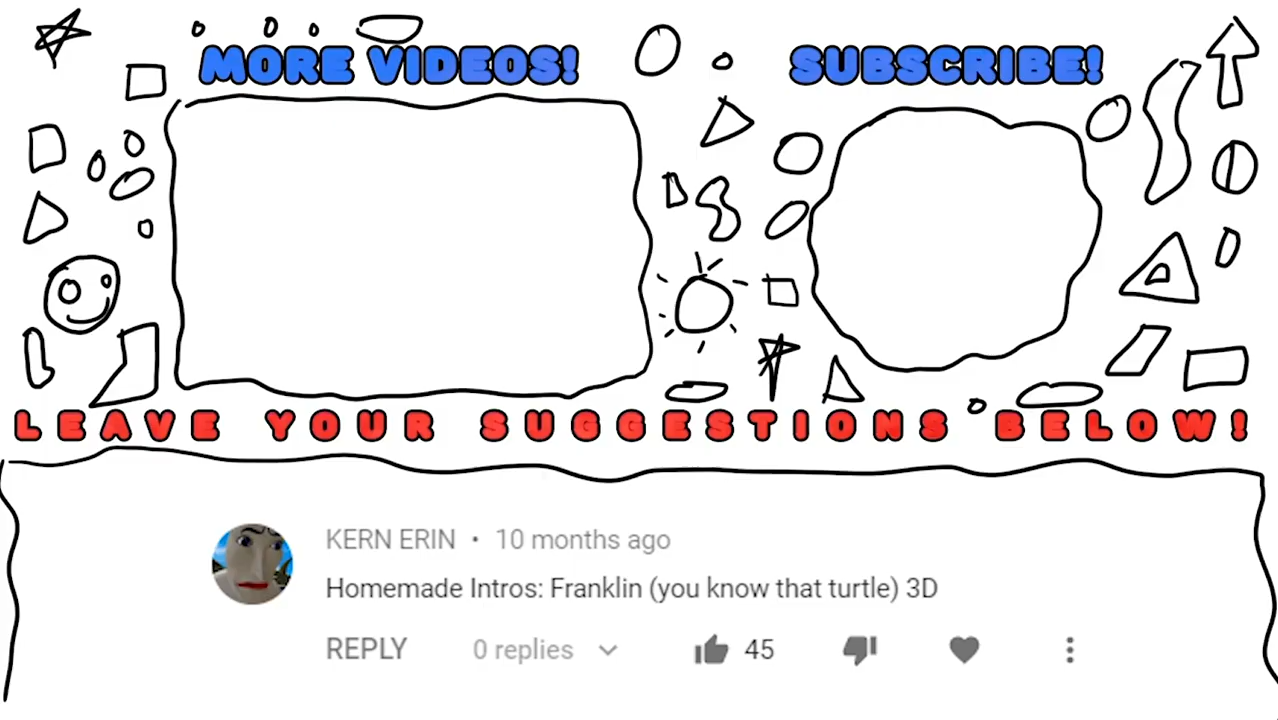 MORE VIDEOS!
SUBSCRIBE!
LEAVE YOUR SUGGESTIONS BELOW!
KERN ERIN • 10 months ago
Homemade Intros: Franklin (you know that turtle) 3D
REPLY 0 replies 45